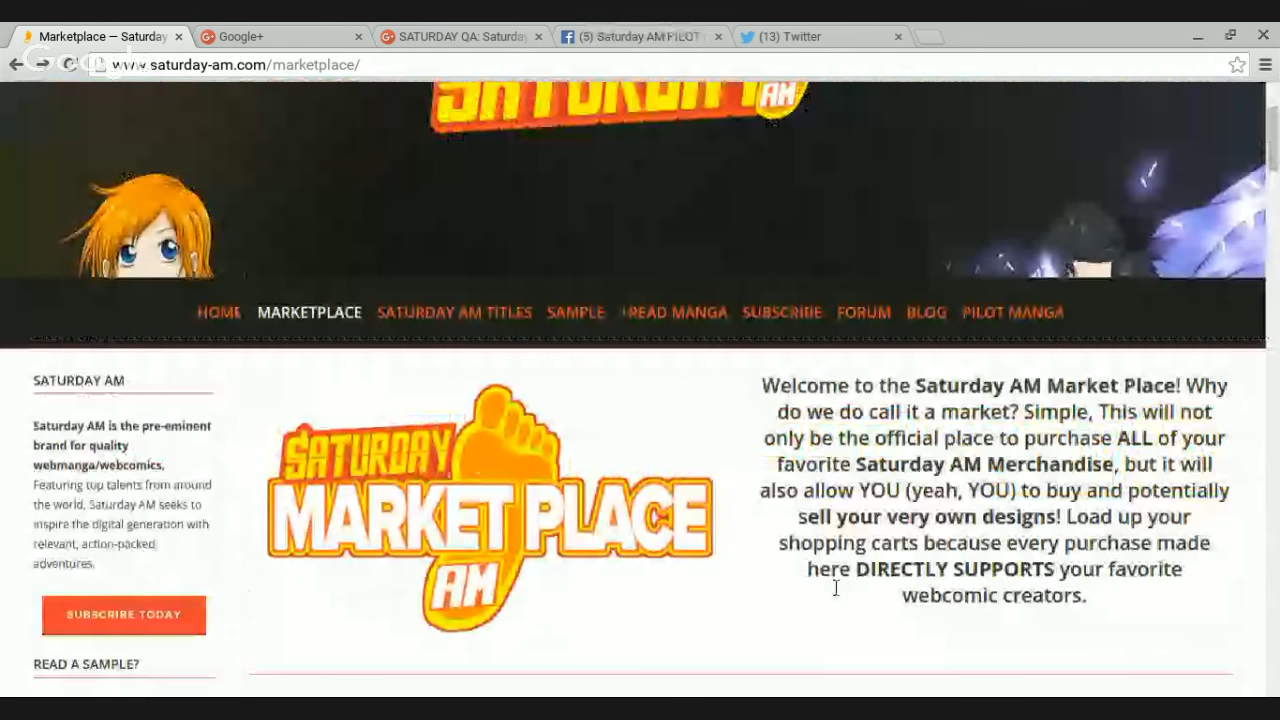 Marketplace — Saturday
Google+
SATURDAY QA: Saturday
(5) Saturday AM PILOT
(13) Twitter
Google
www.saturday-am.com/marketplace/
SATURDAY
AM
HOME MARKETPLACE SATURDAY AM TITLES SAMPLE READ MANGA SUBSCRIBE FORUM BLOG PILOT MANGA
SATURDAY AM
Saturday AM is the pre-eminent
brand for quality
webmanga/webcomics.
Featuring top talents from around
the world, Saturday AM seeks to
inspire the digital generation with
relevant, action-packed
adventures.
SUBSCRIBE TODAY
READ A SAMPLE?
SATURDAY
MARKET PLACE
AM
Welcome to the Saturday AM Market Place! Why
do we do call it a market? Simple, This will not
only be the official place to purchase ALL of your
favorite Saturday AM Merchandise, but it will
also allow YOU (yeah, YOU) to buy and potentially
sell your very own designs! Load up your
shopping carts because every purchase made
here DIRECTLY SUPPORTS your favorite
webcomic creators.